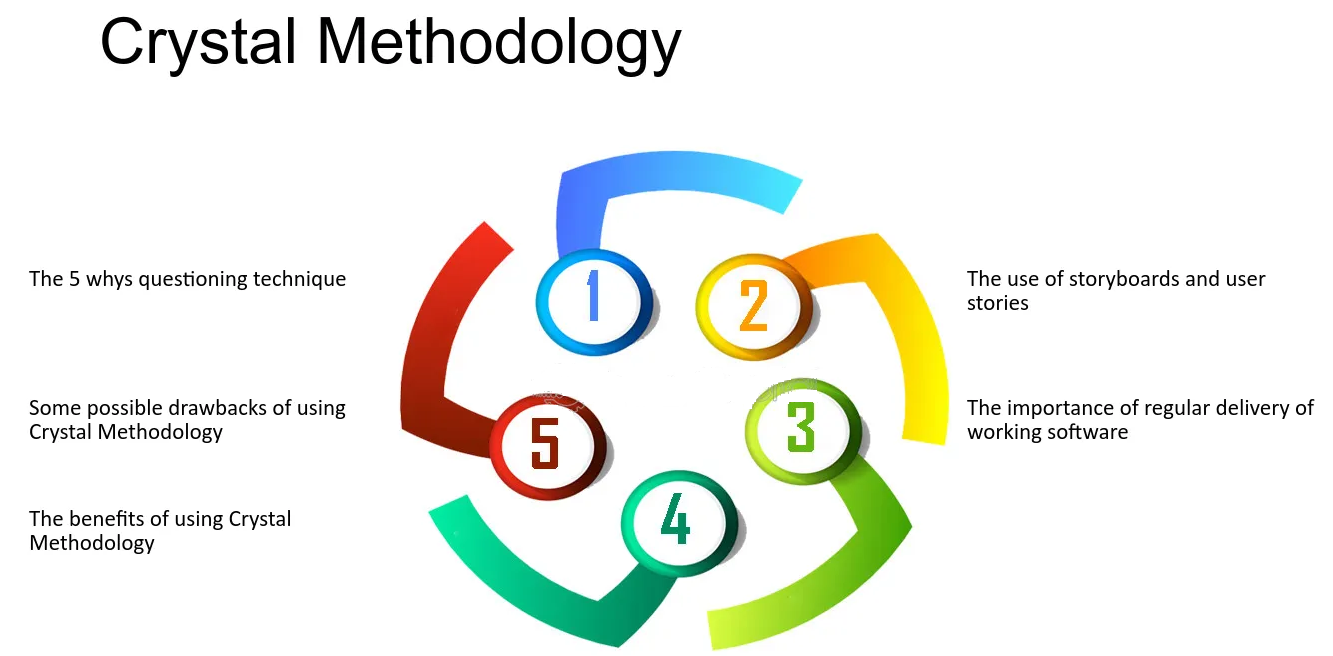 Crystal Methodology
The 5 whys questioning technique
Some possible drawbacks of using
Crystal Methodology
The benefits of using Crystal
Methodology
1
2
3
4
5
The use of storyboards and user
stories
The importance of regular delivery of
working software